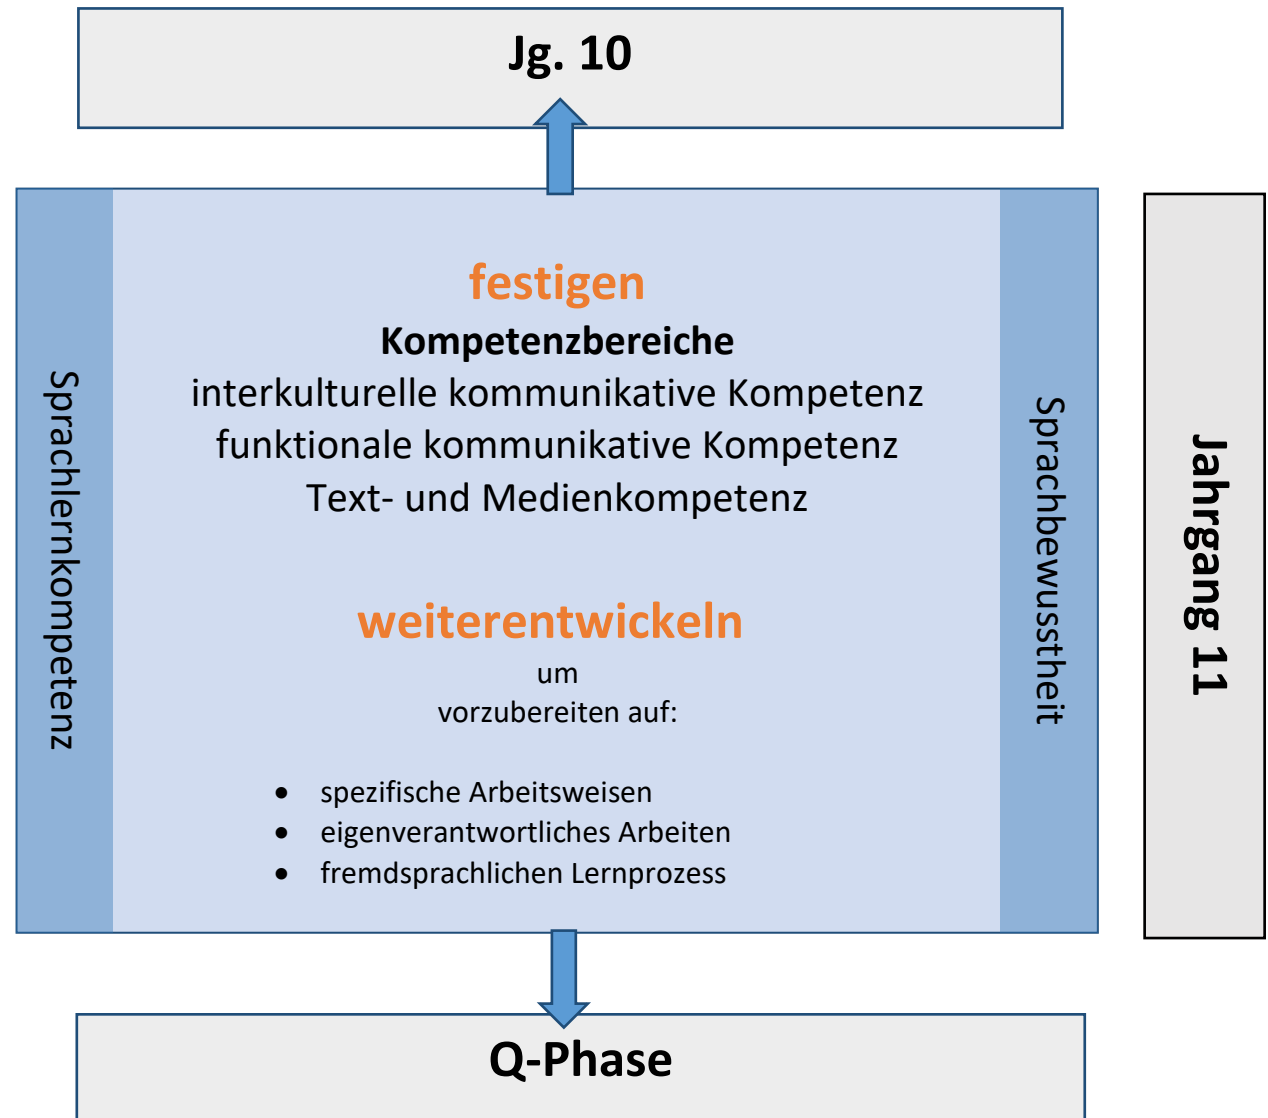 Jg. 10
festigen
Kompetenzbereiche
interkulturelle kommunikative Kompetenz
funktionale kommunikative Kompetenz
Text- und Medienkompetenz
weiterentwickeln
um
vorzubereiten auf:
• spezifische Arbeitsweisen
• eigenverantwortliches Arbeiten
• fremdsprachlichen Lernprozess
Sprachlernkompetenz
Sprachbewusstheit
Jahrgang 11
Q-Phase